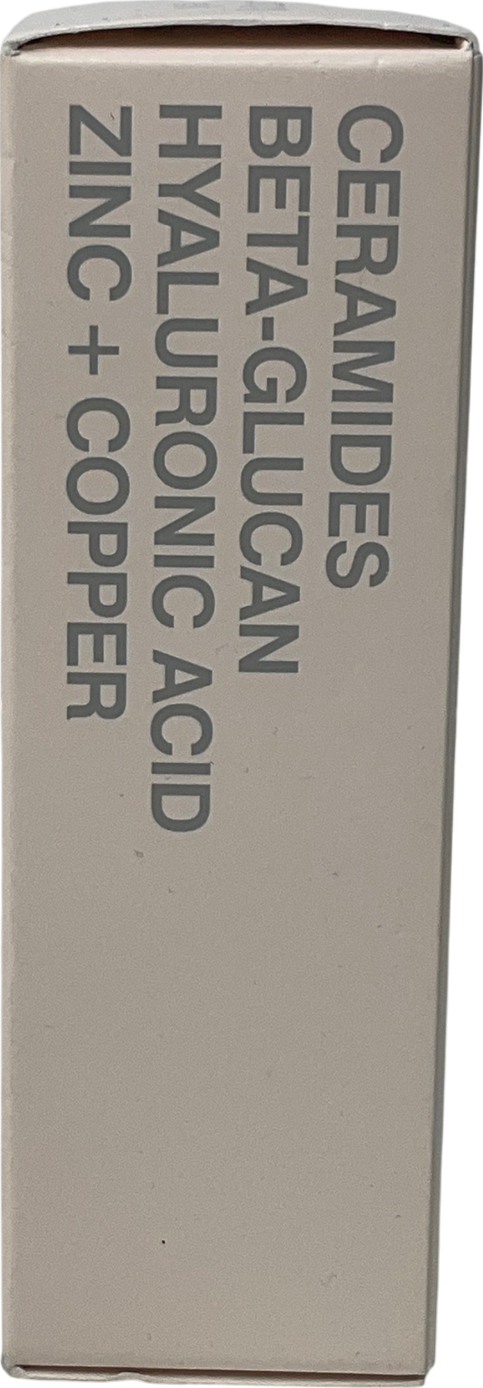 CERAMIDES
BETA-GLUCAN
HYALURONIC ACID
ZINC + COPPER